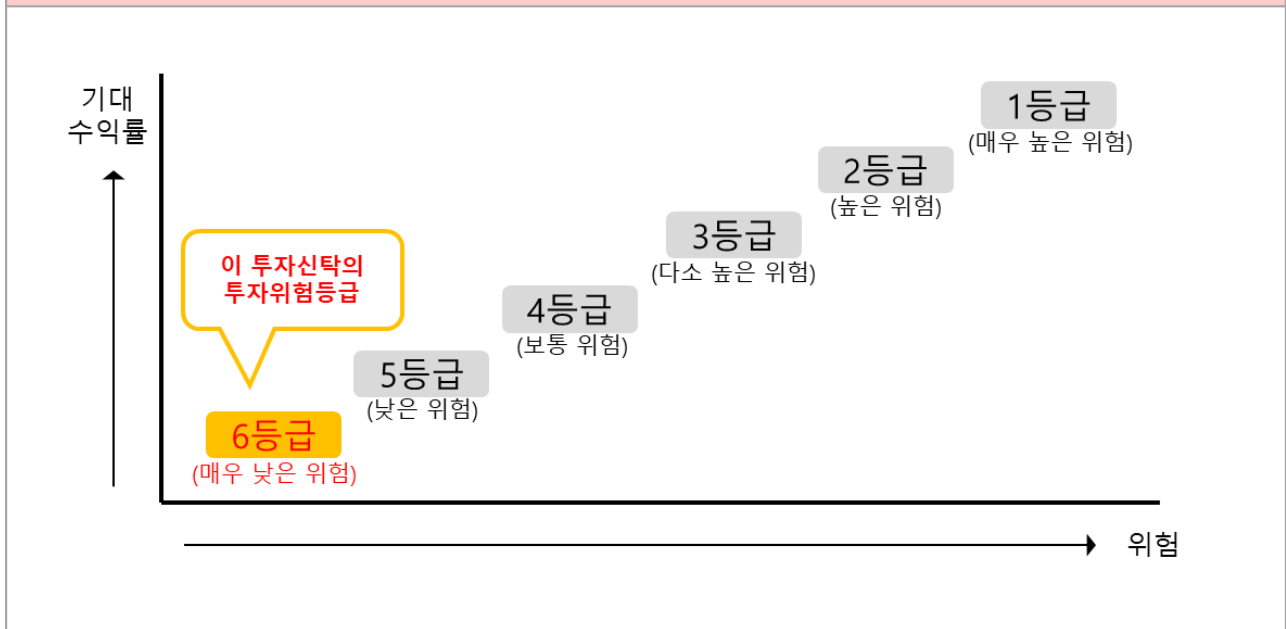 기대
수익률
1등급
(매우 높은 위험)
2등급
(높은 위험)
3등급
(다소 높은 위험)
이 투자신탁의
투자위험등급
4등급
(보통 위험)
5등급
(낮은 위험)
6등급
(매우 낮은 위험)
위험